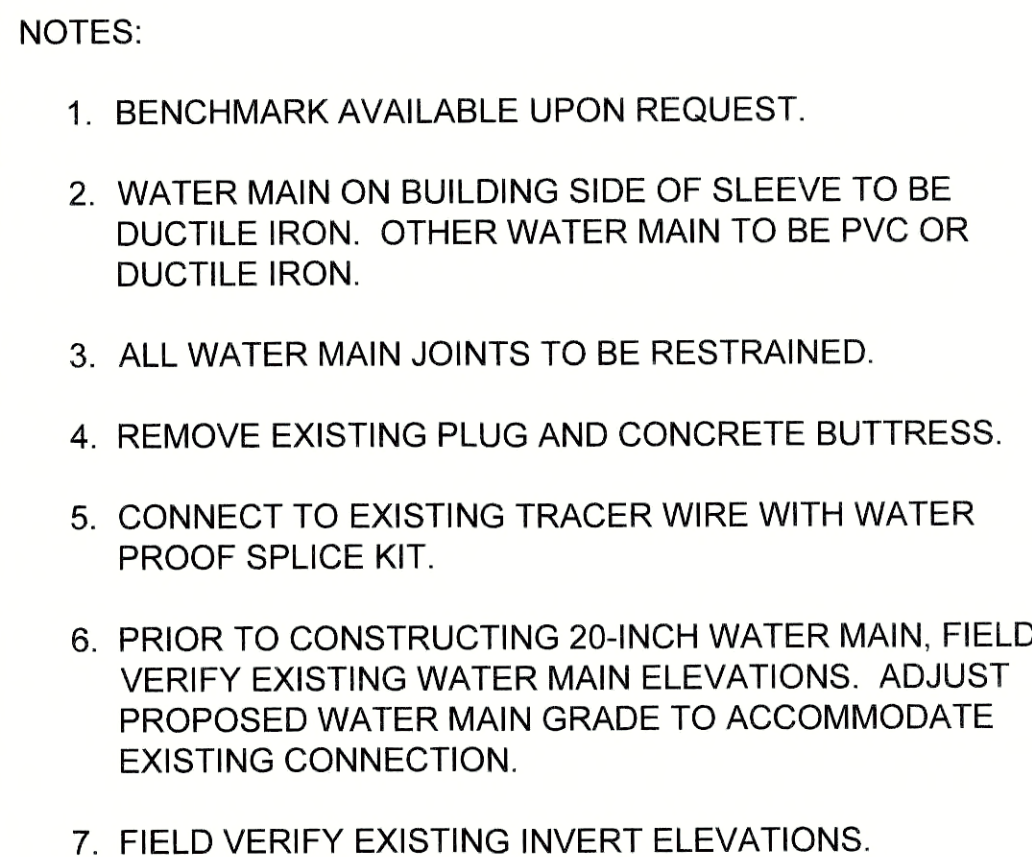 NOTES:
1. BENCHMARK AVAILABLE UPON REQUEST.
2. WATER MAIN ON BUILDING SIDE OF SLEEVE TO BE
DUCTILE IRON. OTHER WATER MAIN TO BE PVC OR
DUCTILE IRON.
3. ALL WATER MAIN JOINTS TO BE RESTRAINED.
4. REMOVE EXISTING PLUG AND CONCRETE BUTTRESS.
5. CONNECT TO EXISTING TRACER WIRE WITH WATER
PROOF SPLICE KIT.
6. PRIOR TO CONSTRUCTING 20-INCH WATER MAIN, FIELD
VERIFY EXISTING WATER MAIN ELEVATIONS. ADJUST
PROPOSED WATER MAIN GRADE TO ACCOMMODATE
EXISTING CONNECTION.
7. FIELD VERIFY EXISTING INVERT ELEVATIONS.